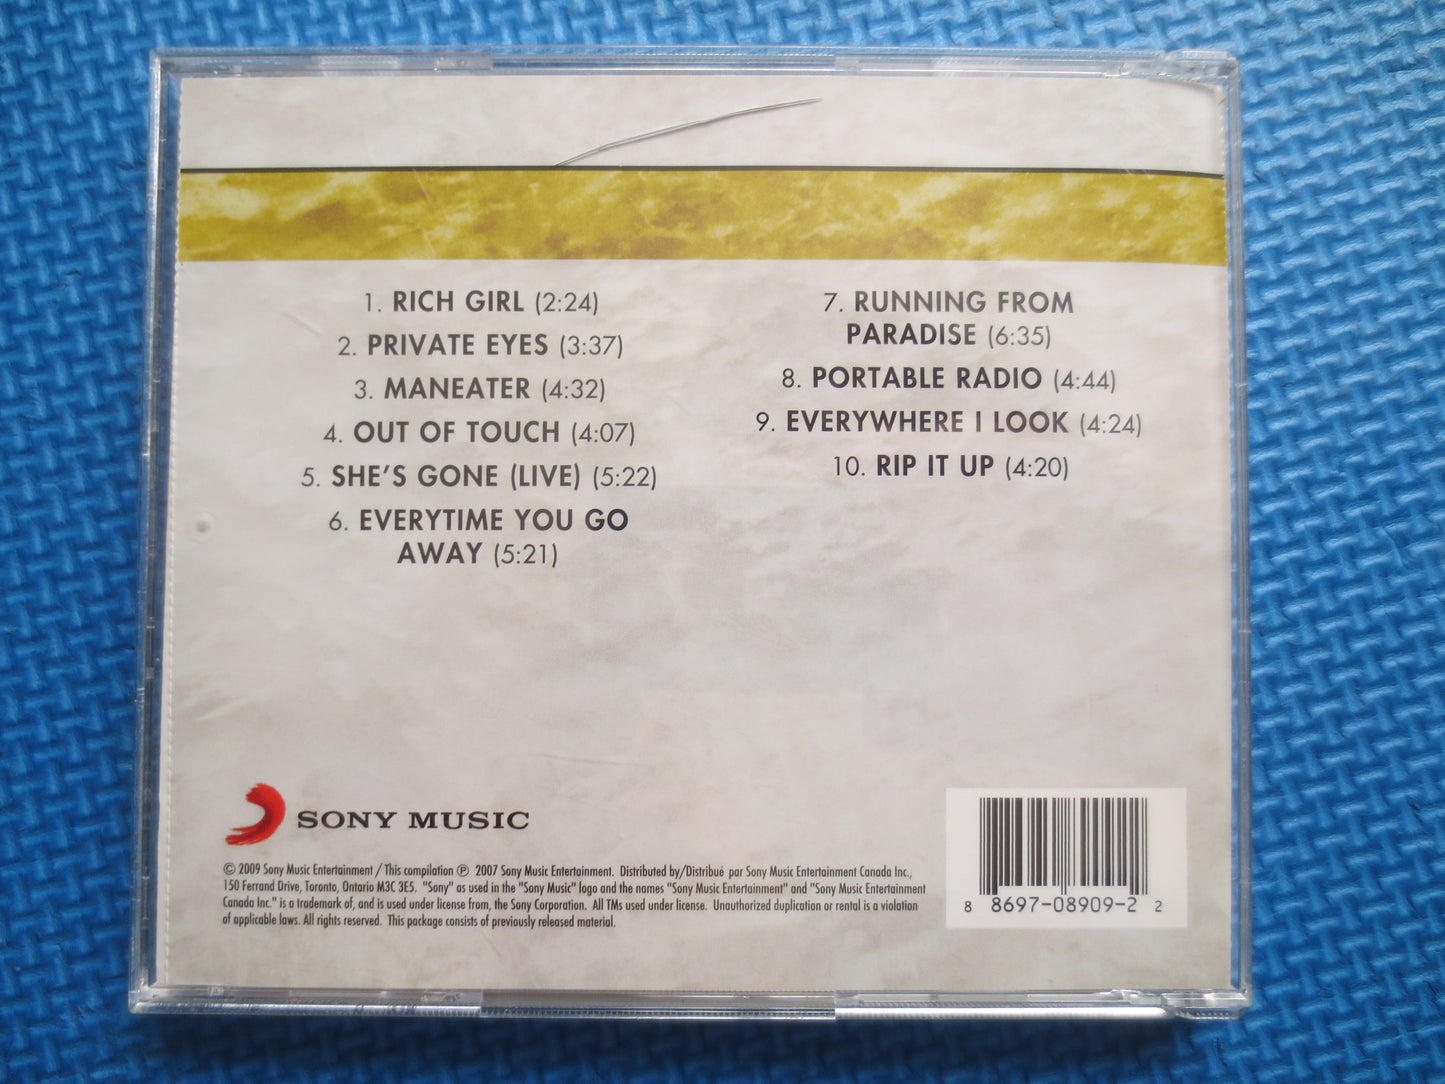 1. RICH GIRL (2:24)
2. PRIVATE EYES (3:37)
3. MANEATER (4:32)
4. OUT OF TOUCH (4:07)
5. SHE'S GONE (LIVE) (5:22)
6. EVERYTIME YOU GO
AWAY (5:21)
7. RUNNING FROM
PARADISE (6:35)
8. PORTABLE RADIO (4:44)
9. EVERYWHERE I LOOK (4:24)
10. RIP IT UP (4:20)
SONY MUSIC
© 2009 Sony Music Entertainment / This compilation ℗ 2007 Sony Music Entertainment. Distributed by/Distribué par Sony Music Entertainment Canada Inc.,
150 Ferrand Drive, Toronto, Ontario M3C 3E5. "Sony" as used in the "Sony Music" logo and the names "Sony Music Entertainment" and "Sony Music Entertainment
Canada Inc." is a trademark of, and is used under license from, the Sony Corporation. All TMs used under license. Unauthorized duplication or rental is a violation
of applicable laws. All rights reserved. This package consists of previously released material.
8 8697-08909-2 2